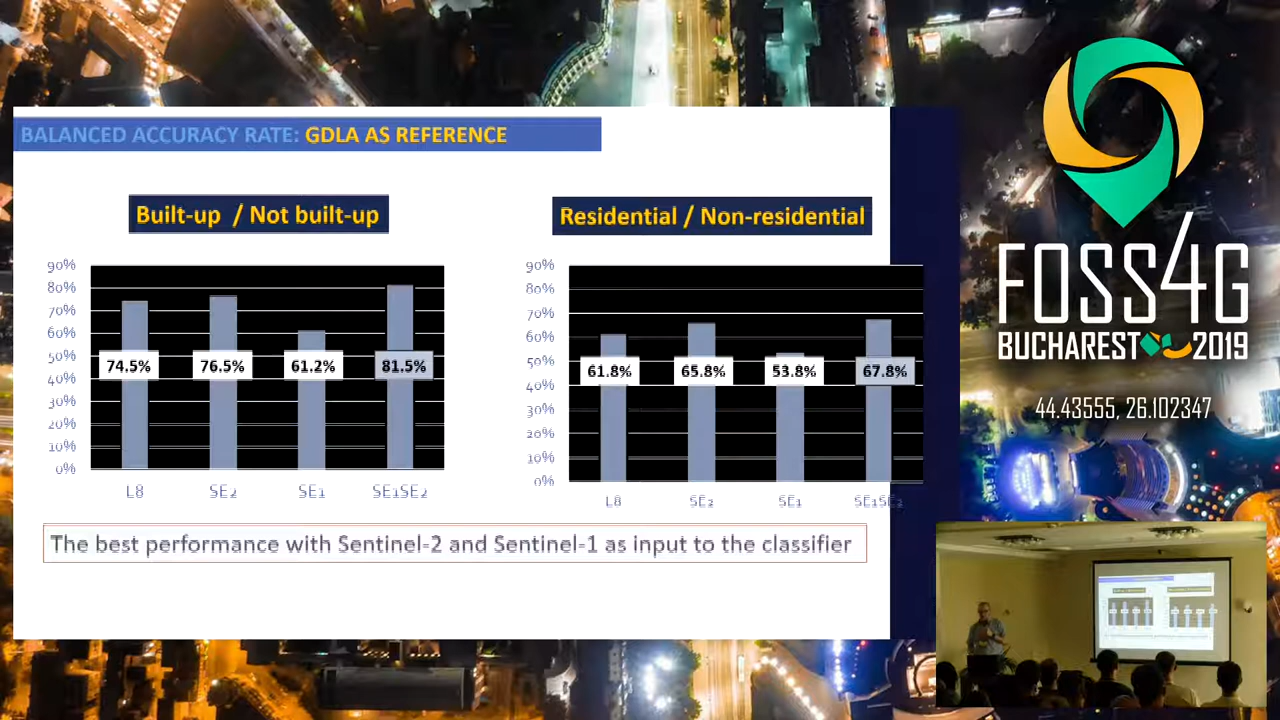 BALANCED ACCURACY RATE: GDLA AS REFERENCE
Built-up / Not built-up
90%
80%
70%
60%
50%
40%
30%
20%
10%
0%
74.5%
76.5%
61.2%
81.5%
L8
SE2
SE1
SE1SE2
Residential / Non-residential
90%
80%
70%
60%
50%
40%
30%
20%
10%
0%
61.8%
65.8%
53.8%
67.8%
L8
SE2
SE1
SE1SE2
The best performance with Sentinel-2 and Sentinel-1 as input to the classifier
FOSS4G
BUCHAREST 2019
44.43555, 26.102347